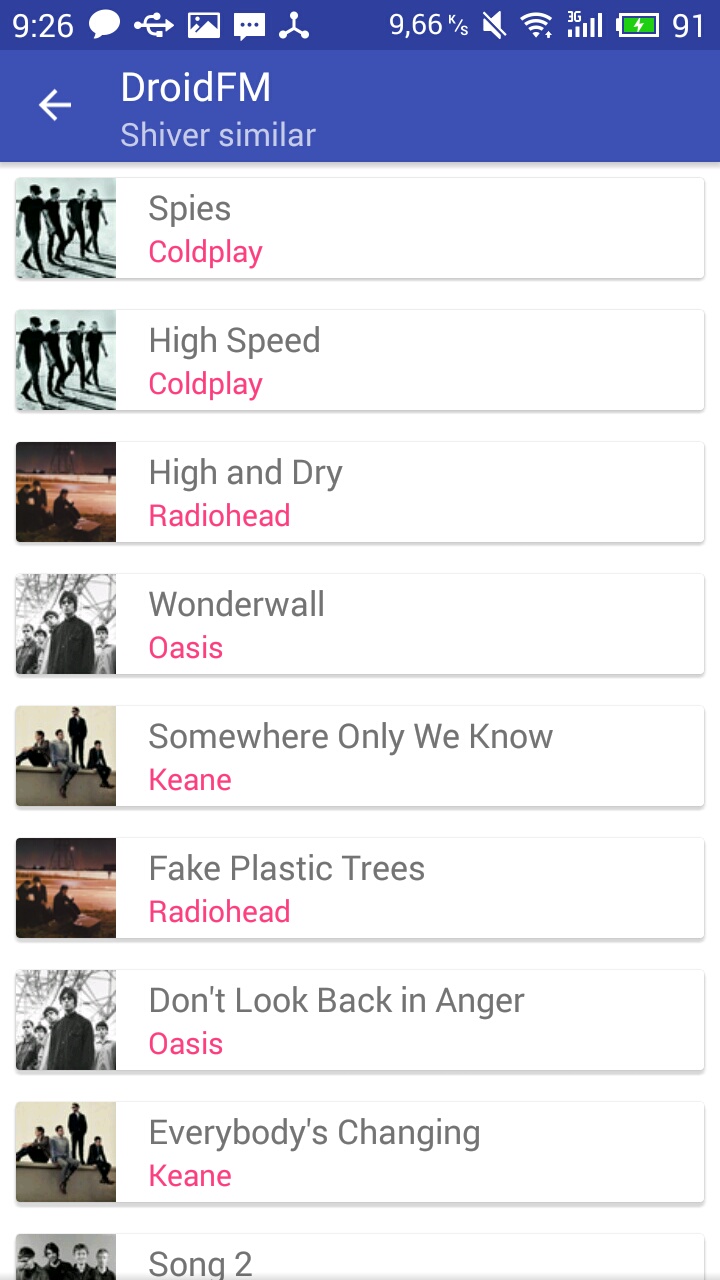 9:26 9,66 K/s 3G 91
DroidFM
Shiver similar
Spies
Coldplay
High Speed
Coldplay
High and Dry
Radiohead
Wonderwall
Oasis
Somewhere Only We Know
Keane
Fake Plastic Trees
Radiohead
Don't Look Back in Anger
Oasis
Everybody's Changing
Keane
Song 2